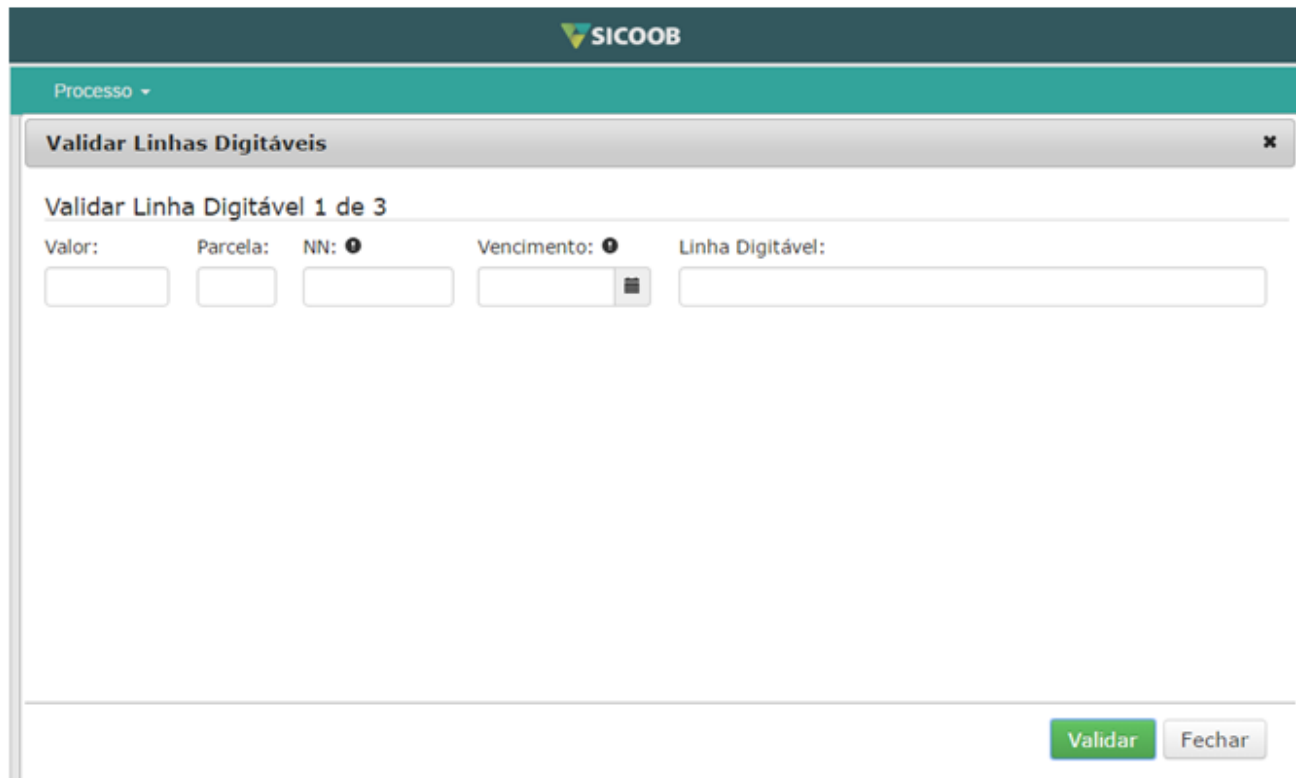 SICOOB
Processo
Validar Linhas Digitáveis
Validar Linha Digitável 1 de 3
Valor: Parcela: NN: Vencimento: Linha Digitável:
Validar Fechar